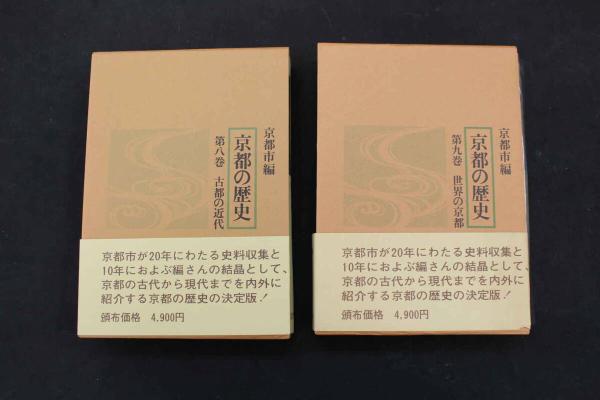 京都市編
京都の歴史
第八巻 古都の近代
京都市が20年にわたる史料収集と
10年におよぶ編さんの結晶として、
京都の古代から現代までを内外に
紹介する京都の歴史の決定版！
頒布価格 4,900円
京都市編
京都の歴史
第九巻 世界の京都
京都市が20年にわたる史料収集と
10年におよぶ編さんの結晶として、
京都の古代から現代までを内外に
紹介する京都の歴史の決定版！
頒布価格 4,900円